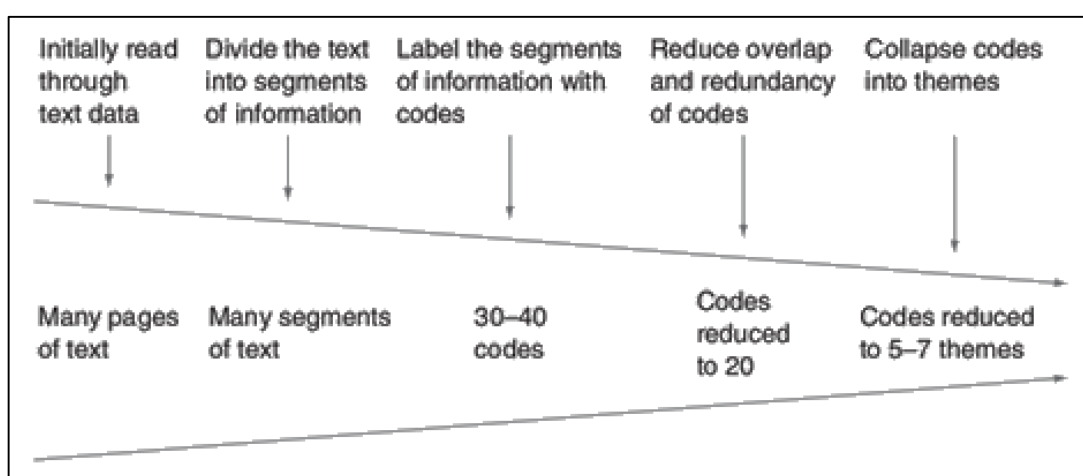 Initially read
through
text data
Divide the text
into segments
of information
Label the segments
of information with
codes
Reduce overlap
and redundancy
of codes
Collapse codes
into themes
Many pages
of text
Many segments
of text
30–40
codes
Codes
reduced
to 20
Codes reduced
to 5–7 themes